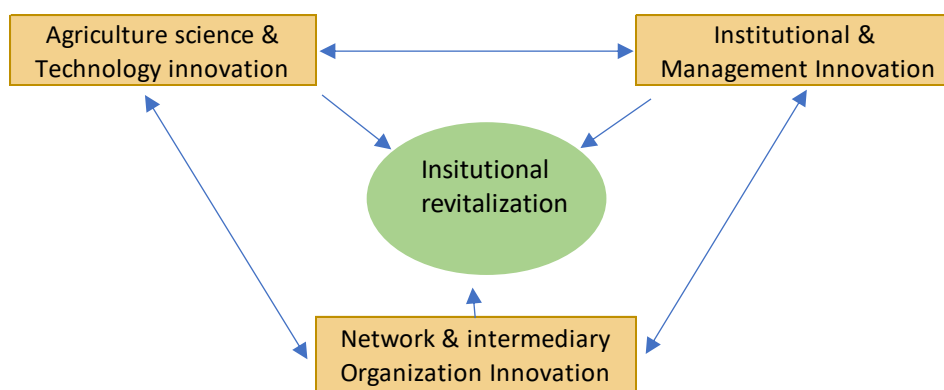 Agriculture science &
Technology innovation
Institutional &
Management Innovation
Insitutional
revitalization
Network & intermediary
Organization Innovation